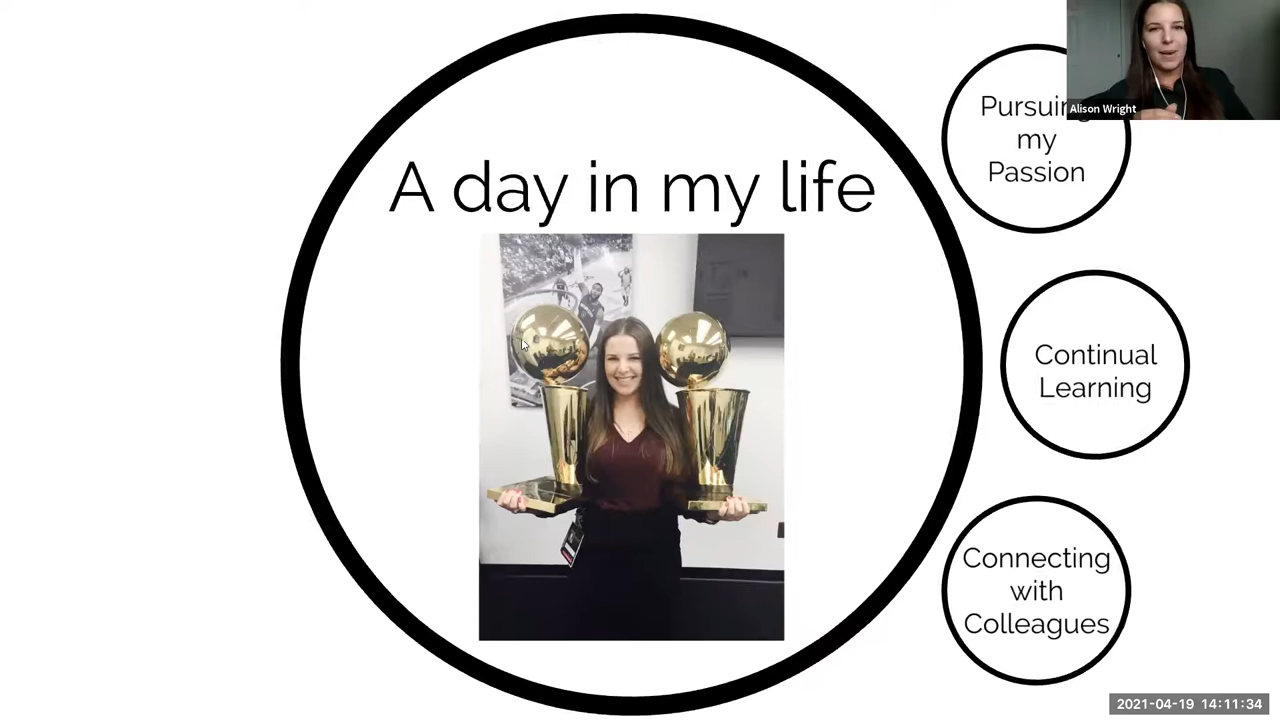 A day in my life
Pursuing
my
Passion
Alison Wright
Continual
Learning
Connecting
with
Colleagues
2021-04-19 14:11:34